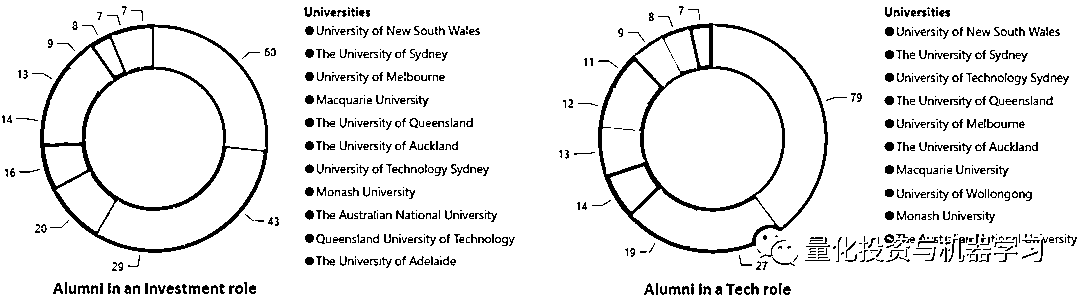 Universities
University of New South Wales
The University of Sydney
University of Melbourne
Macquarie University
The University of Queensland
The University of Auckland
University of Technology Sydney
Monash University
The Australian National University
Queensland University of Technology
The University of Adelaide
60
43
29
20
16
14
13
9
8
7
7
Alumni in an Investment role
Universities
University of New South Wales
The University of Sydney
University of Technology Sydney
The University of Queensland
University of Melbourne
The University of Auckland
Macquarie University
University of Wollongong
Monash University
The Australian National University
79
27
19
14
13
12
11
9
8
7
Alumni in a Tech role
量化投资与机器学习